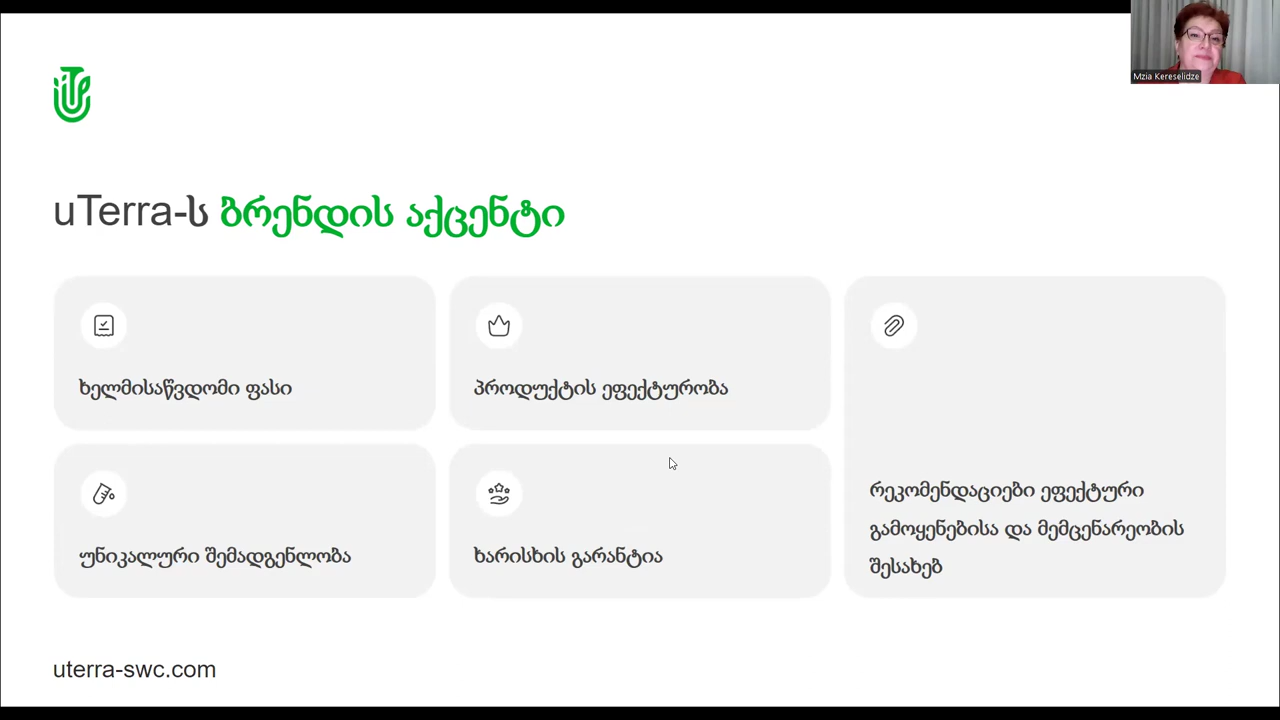 Mzia Kereselidze
uTerra-ს ბრენდის აქცენტი
ხელმისაწვდომი ფასი
პროდუქტის ეფექტურობა
უნიკალური შემადგენლობა
ხარისხის გარანტია
რეკომენდაციები ეფექტური
გამოყენებისა და მემცენარეობის
შესახებ
uterra-swc.com